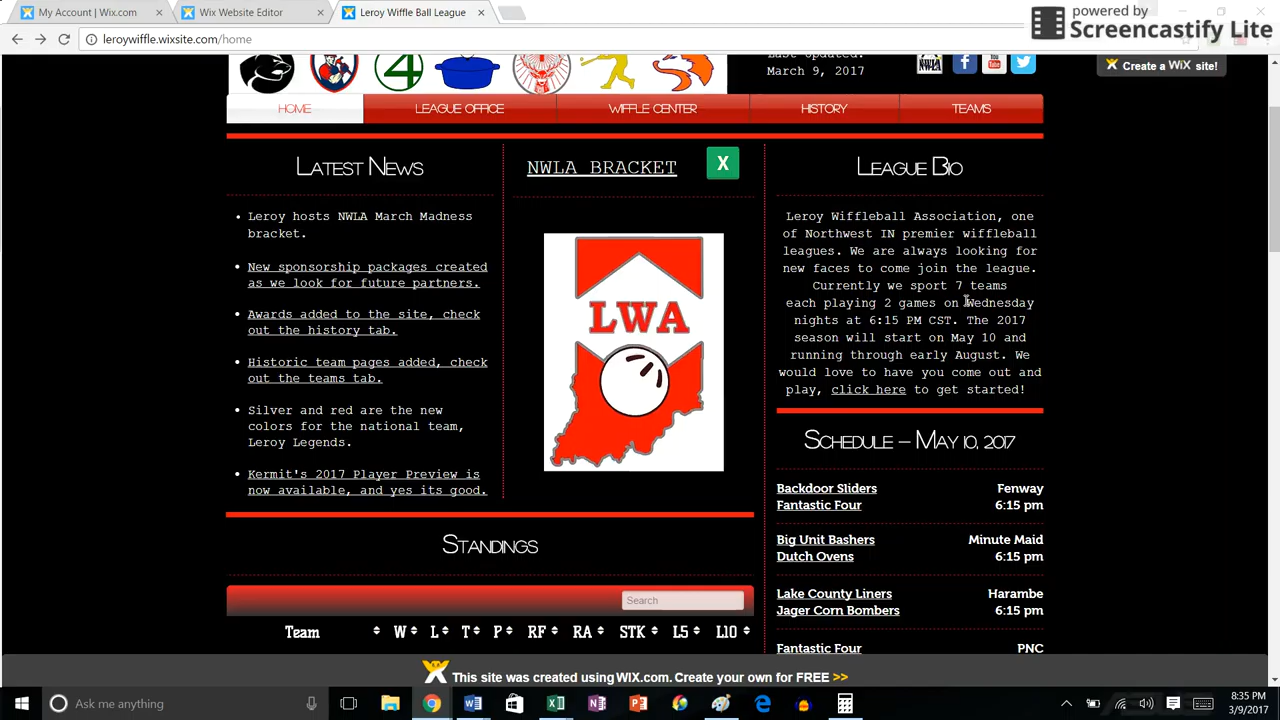 My Account | Wix.com
Wix Website Editor
Leroy Wiffle Ball League
powered by
Screencastify Lite
leroywiffle.wixsite.com/home
4
March 9, 2017
NWLA
f
You Tube
Create a WiX site!
HOME
LEAGUE OFFICE
WIFFLE CENTER
HISTORY
TEAMS
LATEST NEWS
• Leroy hosts NWLA March Madness
bracket.
• New sponsorship packages created
as we look for future partners.
• Awards added to the site, check
out the history tab.
• Historic team pages added, check
out the teams tab.
• Silver and red are the new
colors for the national team,
Leroy Legends.
• Kermit's 2017 Player Preview is
now available, and yes its good.
NWLA BRACKET
X
LWA
LEAGUE BIO
Leroy Wiffleball Association, one
of Northwest IN premier wiffleball
leagues. We are always looking for
new faces to come join the league.
Currently we sport 7 teams
each playing 2 games on Wednesday
nights at 6:15 PM CST. The 2017
season will start on May 10 and
running through early August. We
would love to have you come out and
play, click here to get started!
SCHEDULE – MAY 10, 2017
Backdoor Sliders Fenway
Fantastic Four 6:15 pm
Big Unit Bashers Minute Maid
Dutch Ovens 6:15 pm
Lake County Liners Harambe
Jager Corn Bombers 6:15 pm
Fantastic Four PNC
STANDINGS
Search
Team W L T P RF RA STK L5 L10
This site was created using WIX.com. Create your own for FREE >>
Ask me anything
8:35 PM
3/9/2017